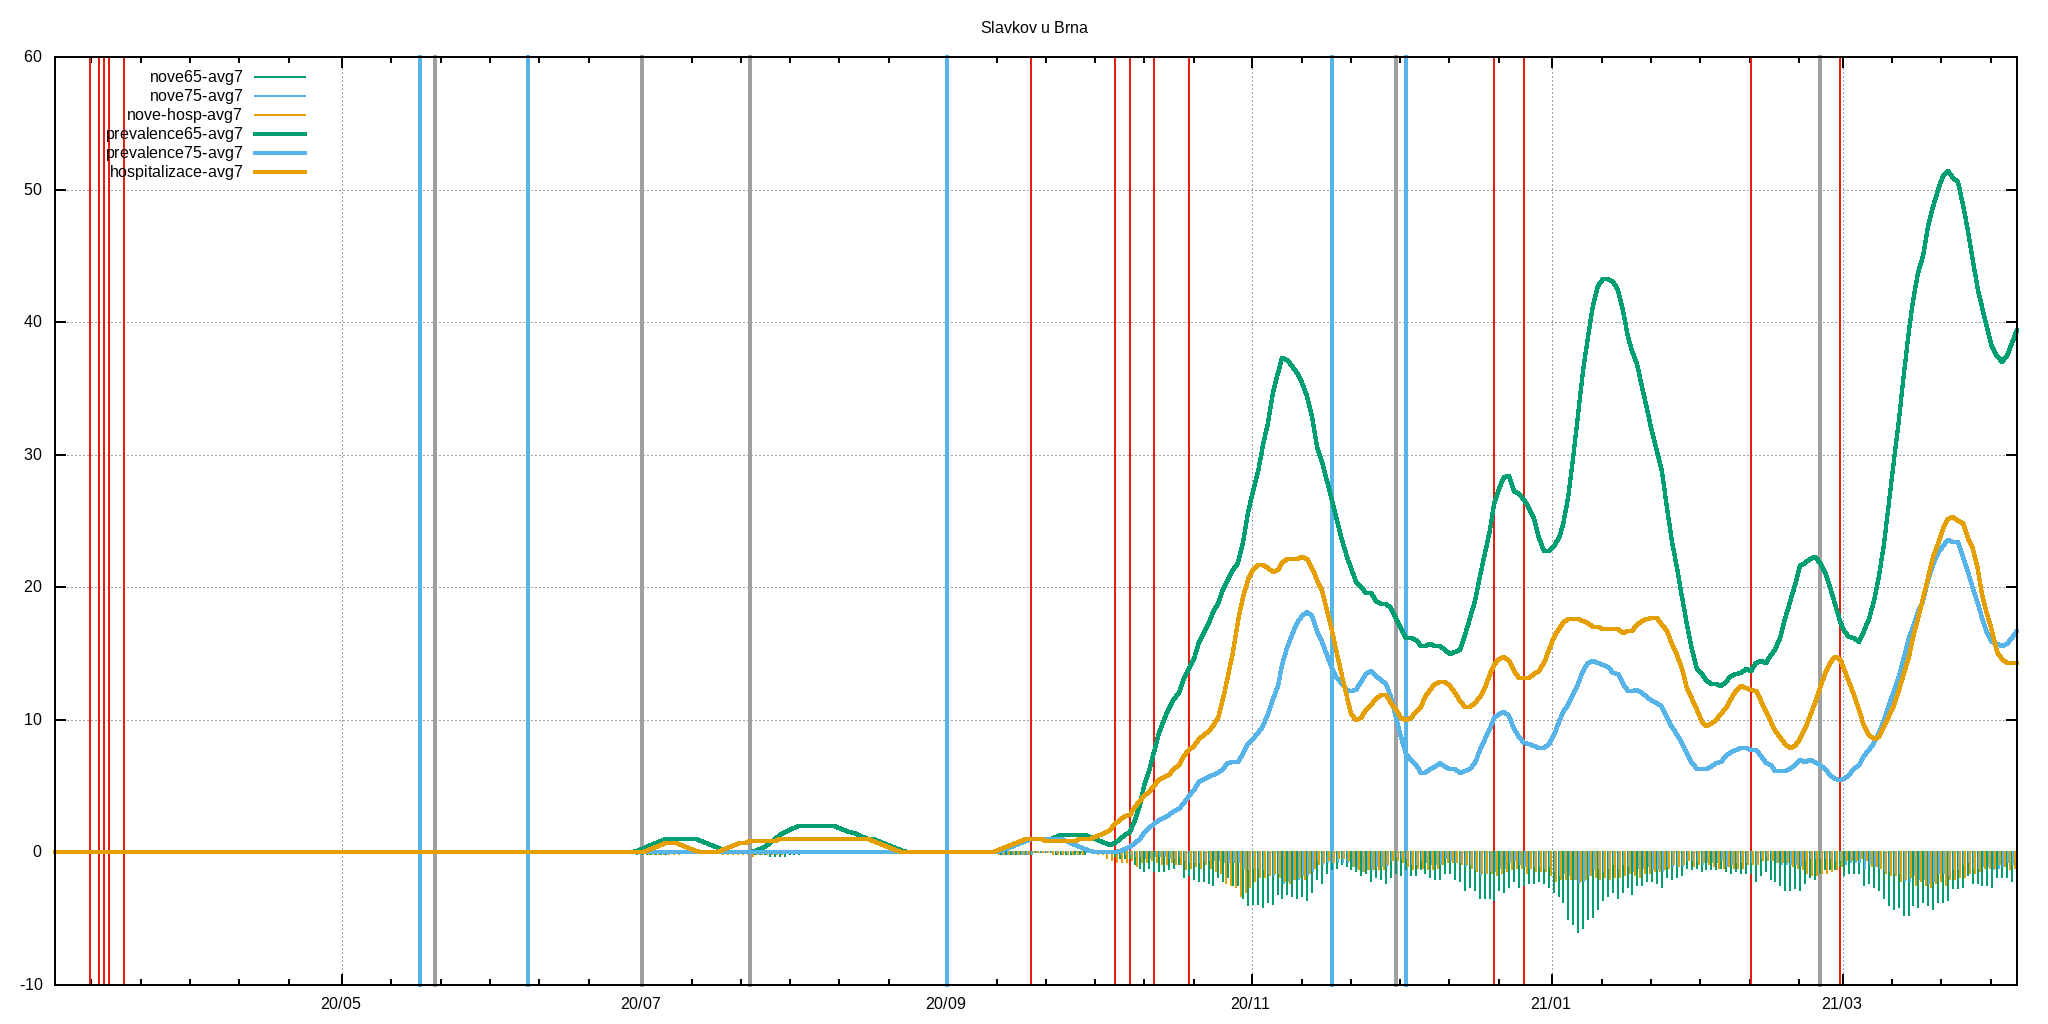 Slavkov u Brna
60
50
40
30
20
10
0
-10
nove65-avg7
nove75-avg7
nove-hosp-avg7
prevalence65-avg7
prevalence75-avg7
hospitalizace-avg7
20/05
20/07
20/09
20/11
21/01
21/03